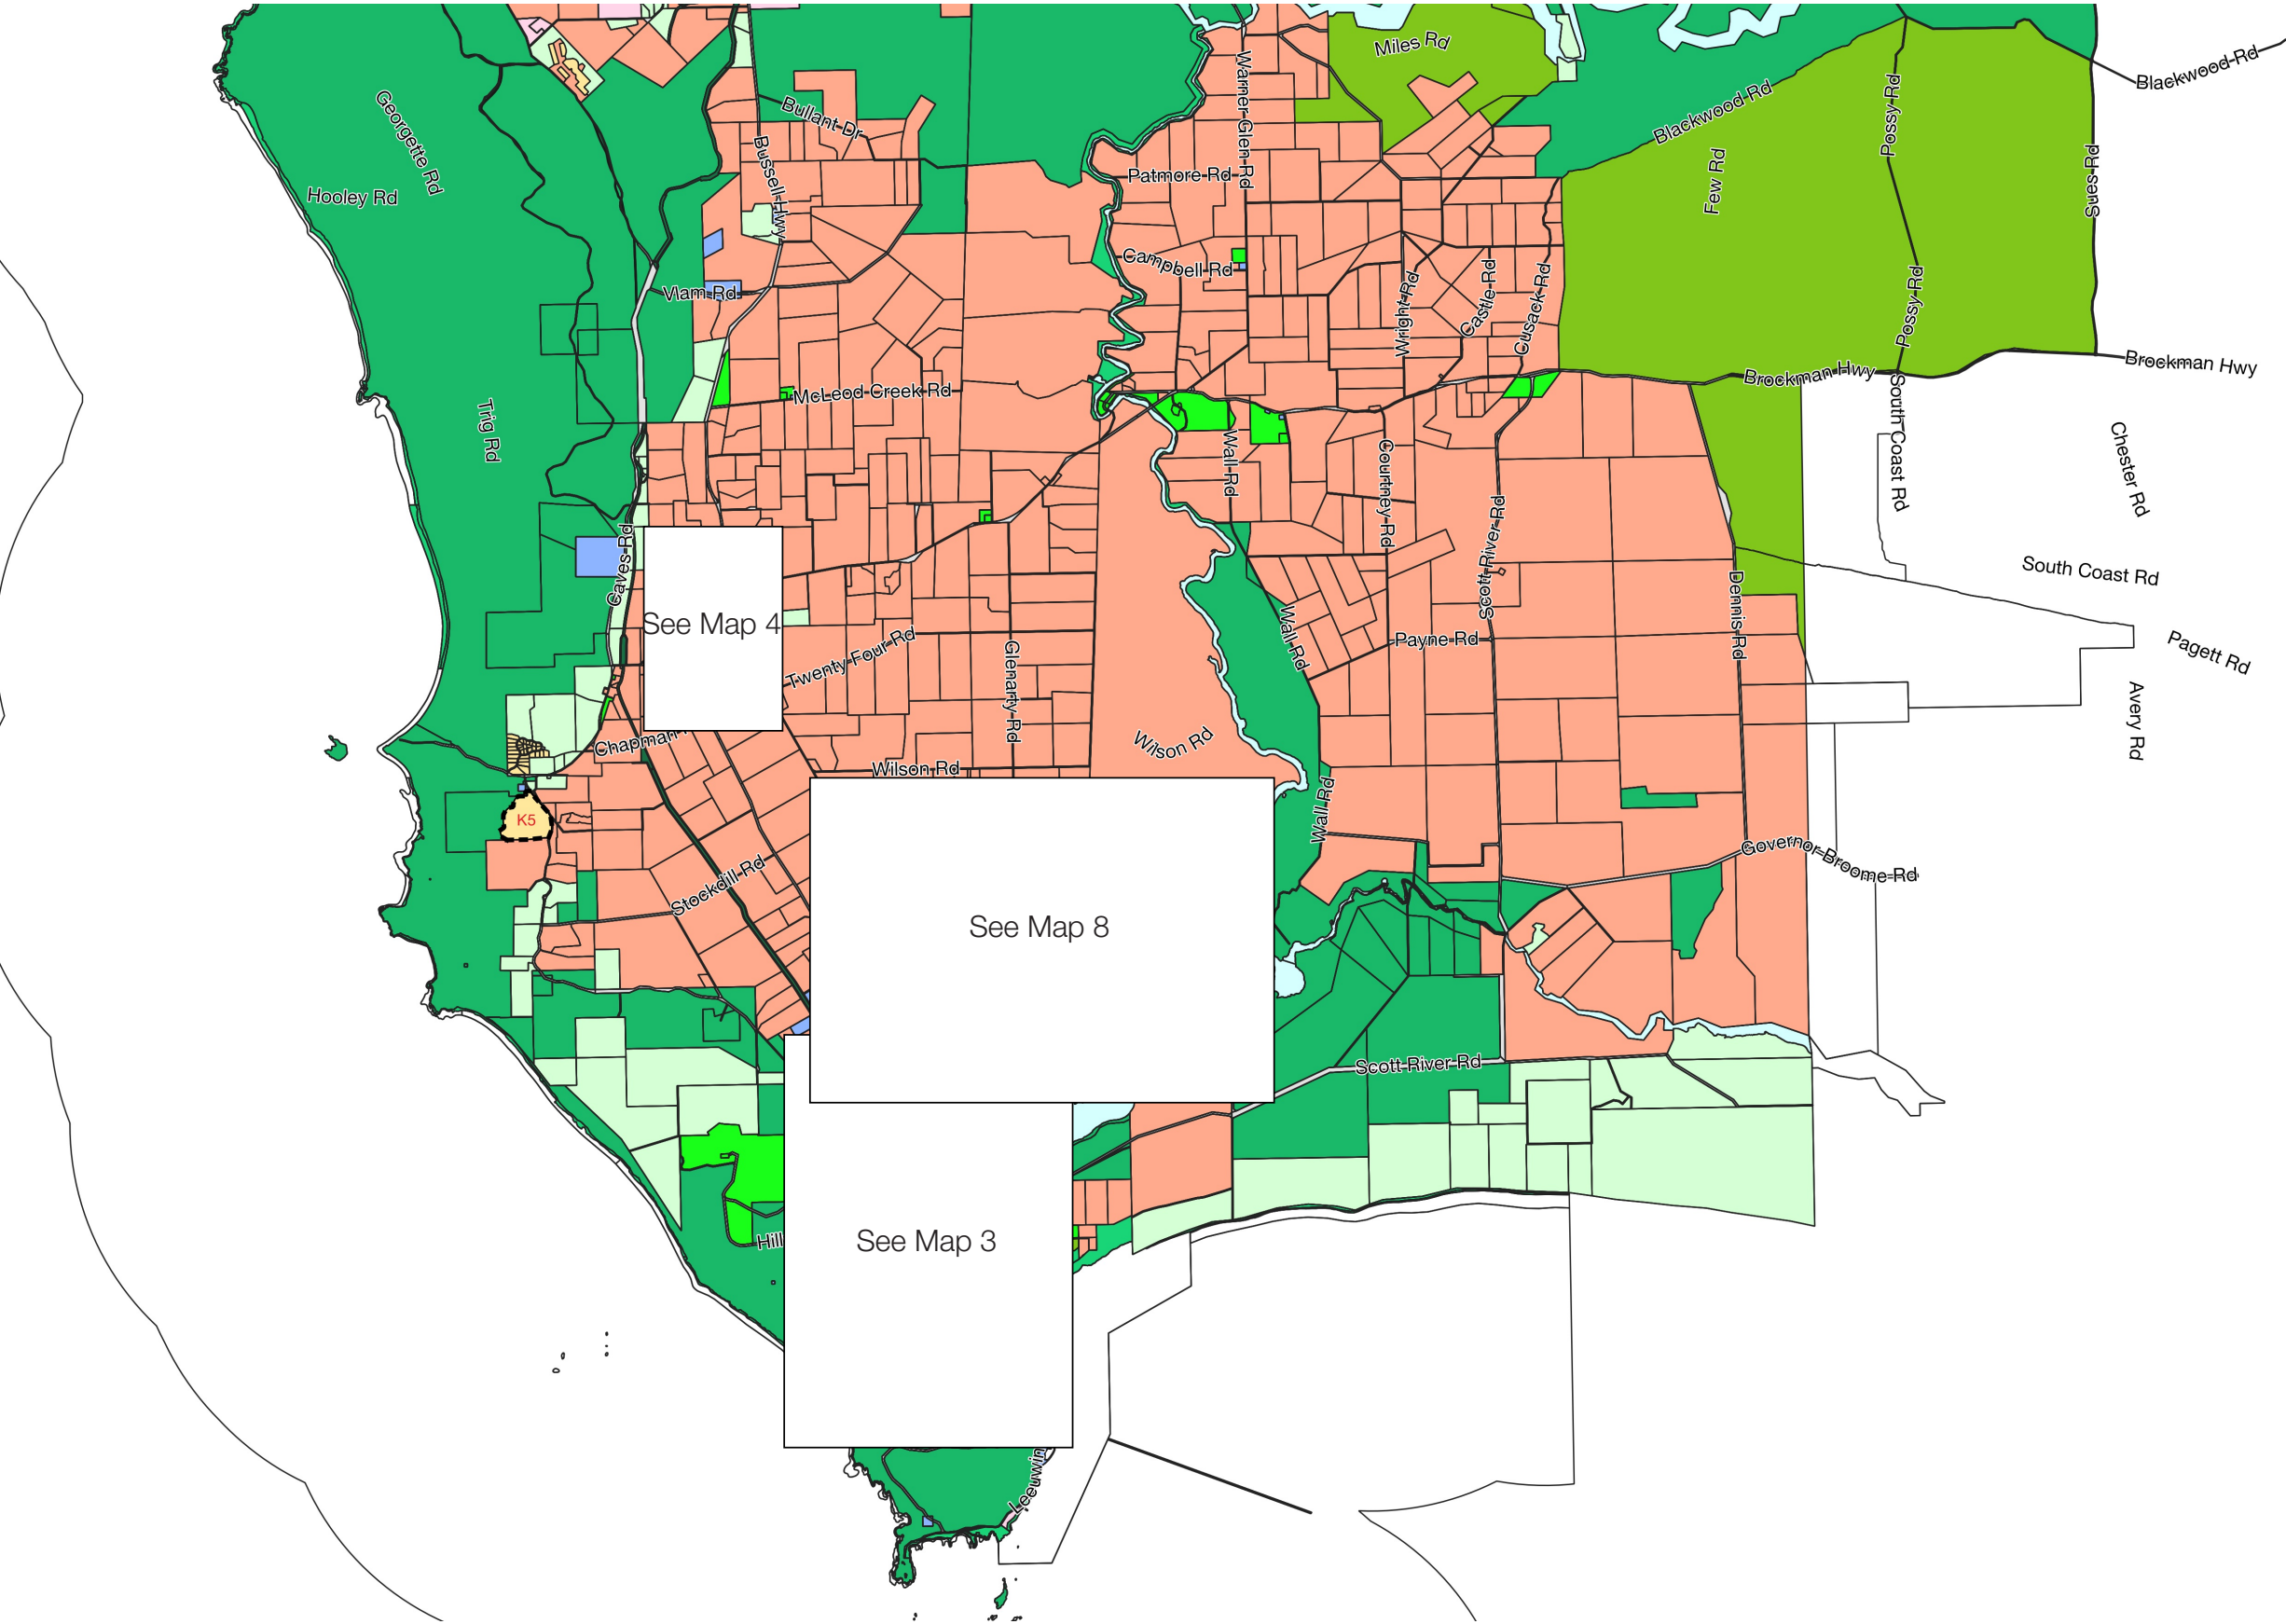 Miles Rd
Blackwood Rd
Georgette Rd
Bullant Dr
Warner Glen Rd
Blackwood Rd
Possy Rd
Hooley Rd
Bussell Hwy
Patmore Rd
Few Rd
Sues Rd
Campbell Rd
Vlam Rd
Wright Rd
Castle Rd
Cusack Rd
Possy Rd
McLeod Creek Rd
Brockman Hwy
Brockman Hwy
Trig Rd
Wall Rd
Courtney Rd
South Coast Rd
Chester Rd
Caves Rd
Scott River Rd
South Coast Rd
See Map 4
Dennis Rd
Wall Rd
Payne Rd
Pagett Rd
Twenty Four Rd
Glenarty Rd
Avery Rd
Chapman
Wilson Rd
Wilson Rd
K5
Wall Rd
Governor Broome Rd
Stockdill Rd
See Map 8
Scott River Rd
Hill
See Map 3
Leeuwin